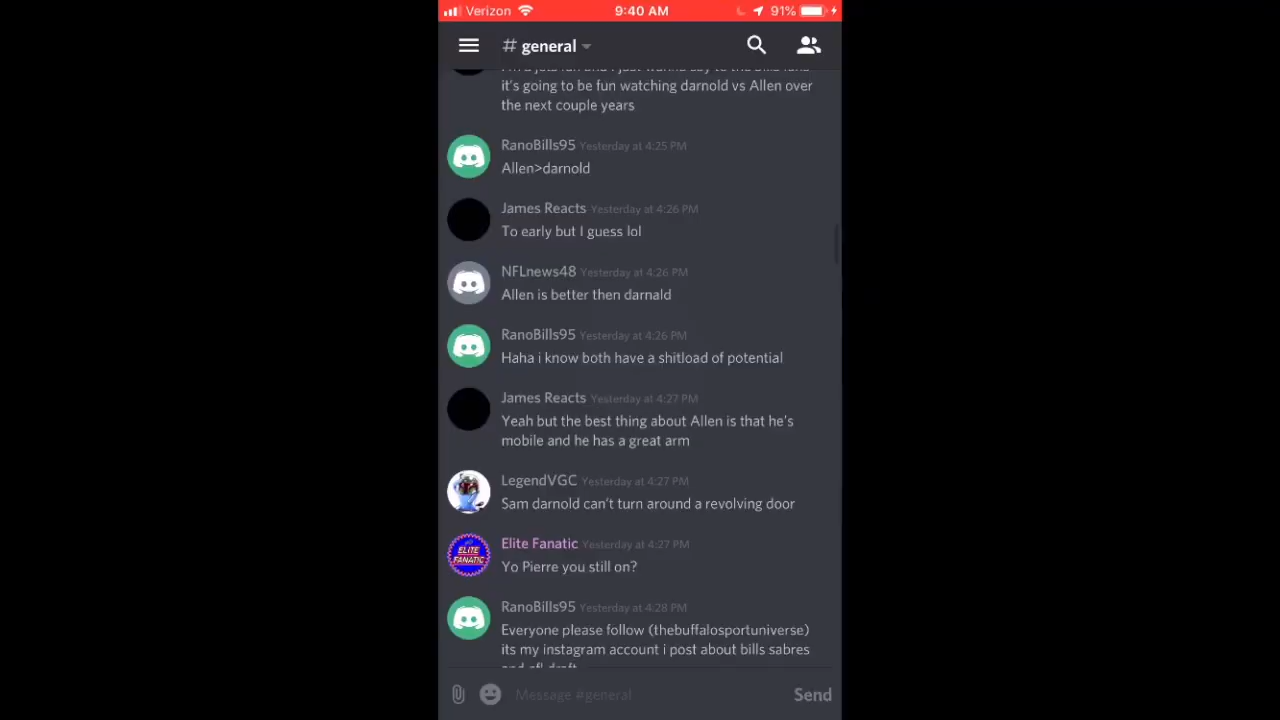 Verizon 9:40 AM 91%
# general
it's going to be fun watching darnold vs Allen over
the next couple years
RanoBills95 Yesterday at 4:25 PM
Allen>darnold
James Reacts Yesterday at 4:26 PM
To early but I guess lol
NFLnews48 Yesterday at 4:26 PM
Allen is better then darnald
RanoBills95 Yesterday at 4:26 PM
Haha i know both have a shitload of potential
James Reacts Yesterday at 4:27 PM
Yeah but the best thing about Allen is that he's
mobile and he has a great arm
LegendVGC Yesterday at 4:27 PM
Sam darnold can't turn around a revolving door
ELITE
FANATIC
Elite Fanatic Yesterday at 4:27 PM
Yo Pierre you still on?
RanoBills95 Yesterday at 4:28 PM
Everyone please follow (thebuffalosportuniverse)
its my instagram account i post about bills sabres
Message #general Send